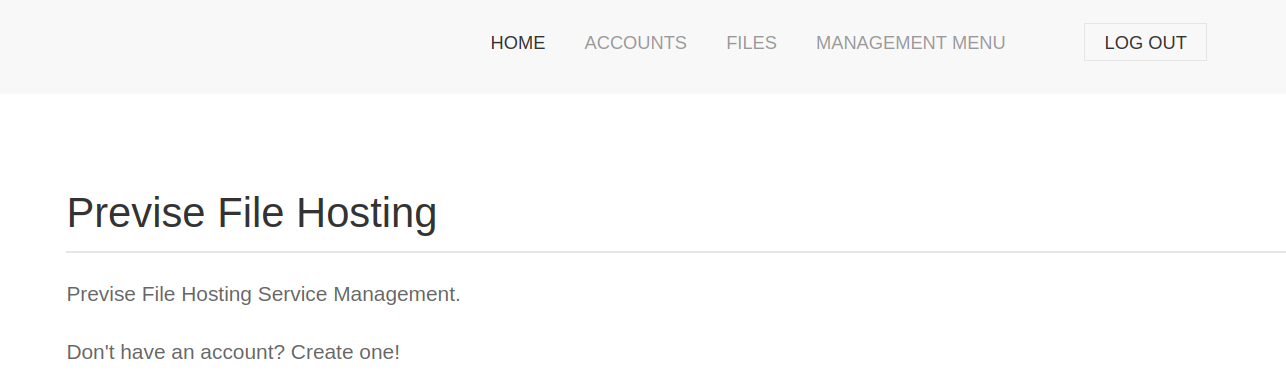 HOME ACCOUNTS FILES MANAGEMENT MENU LOG OUT
Previse File Hosting
Previse File Hosting Service Management.
Don't have an account? Create one!